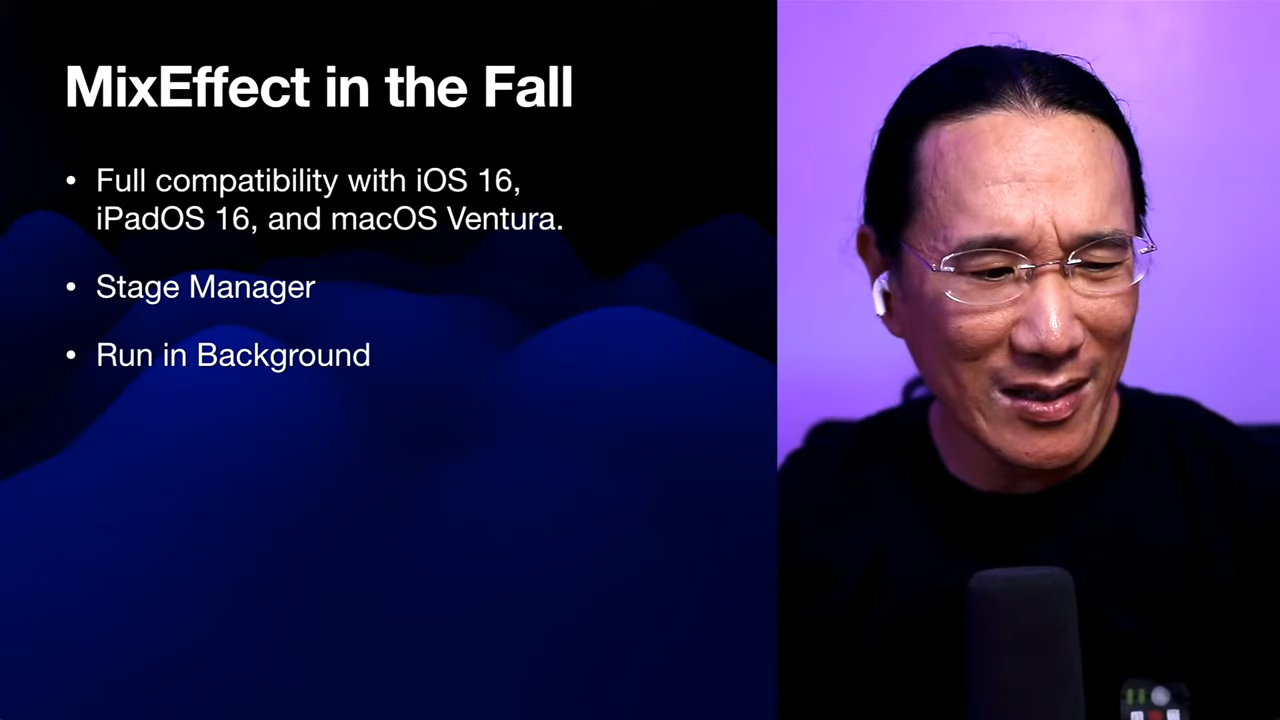 MixEffect in the Fall
• Full compatibility with iOS 16,
iPadOS 16, and macOS Ventura.
• Stage Manager
• Run in Background